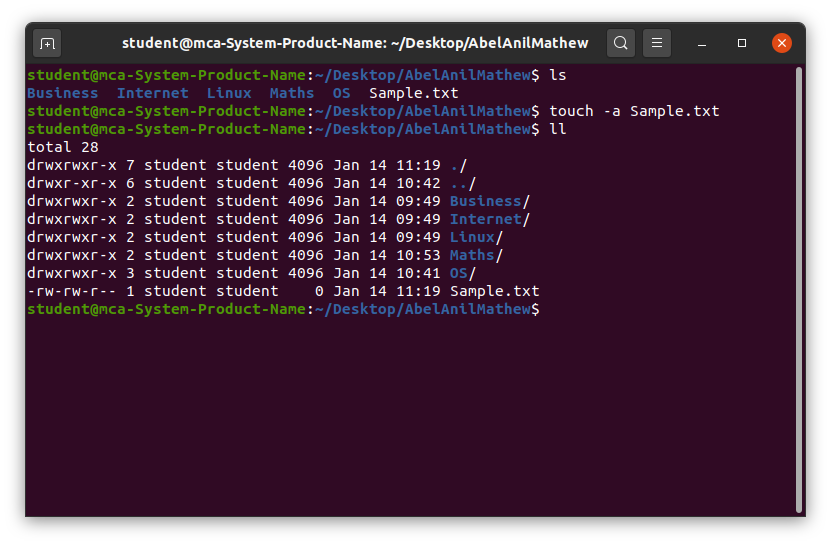 student@mca-System-Product-Name: ~/Desktop/AbelAnilMathew
student@mca-System-Product-Name:~/Desktop/AbelAnilMathew$ ls
Business  Internet  Linux  Maths  OS  Sample.txt
student@mca-System-Product-Name:~/Desktop/AbelAnilMathew$ touch -a Sample.txt
student@mca-System-Product-Name:~/Desktop/AbelAnilMathew$ ll
total 28
drwxrwxr-x 7 student student 4096 Jan 14 11:19 ./
drwxr-xr-x 6 student student 4096 Jan 14 10:42 ../
drwxrwxr-x 2 student student 4096 Jan 14 09:49 Business/
drwxrwxr-x 2 student student 4096 Jan 14 09:49 Internet/
drwxrwxr-x 2 student student 4096 Jan 14 09:49 Linux/
drwxrwxr-x 2 student student 4096 Jan 14 10:53 Maths/
drwxrwxr-x 3 student student 4096 Jan 14 10:41 OS/
-rw-rw-r-- 1 student student    0 Jan 14 11:19 Sample.txt
student@mca-System-Product-Name:~/Desktop/AbelAnilMathew$